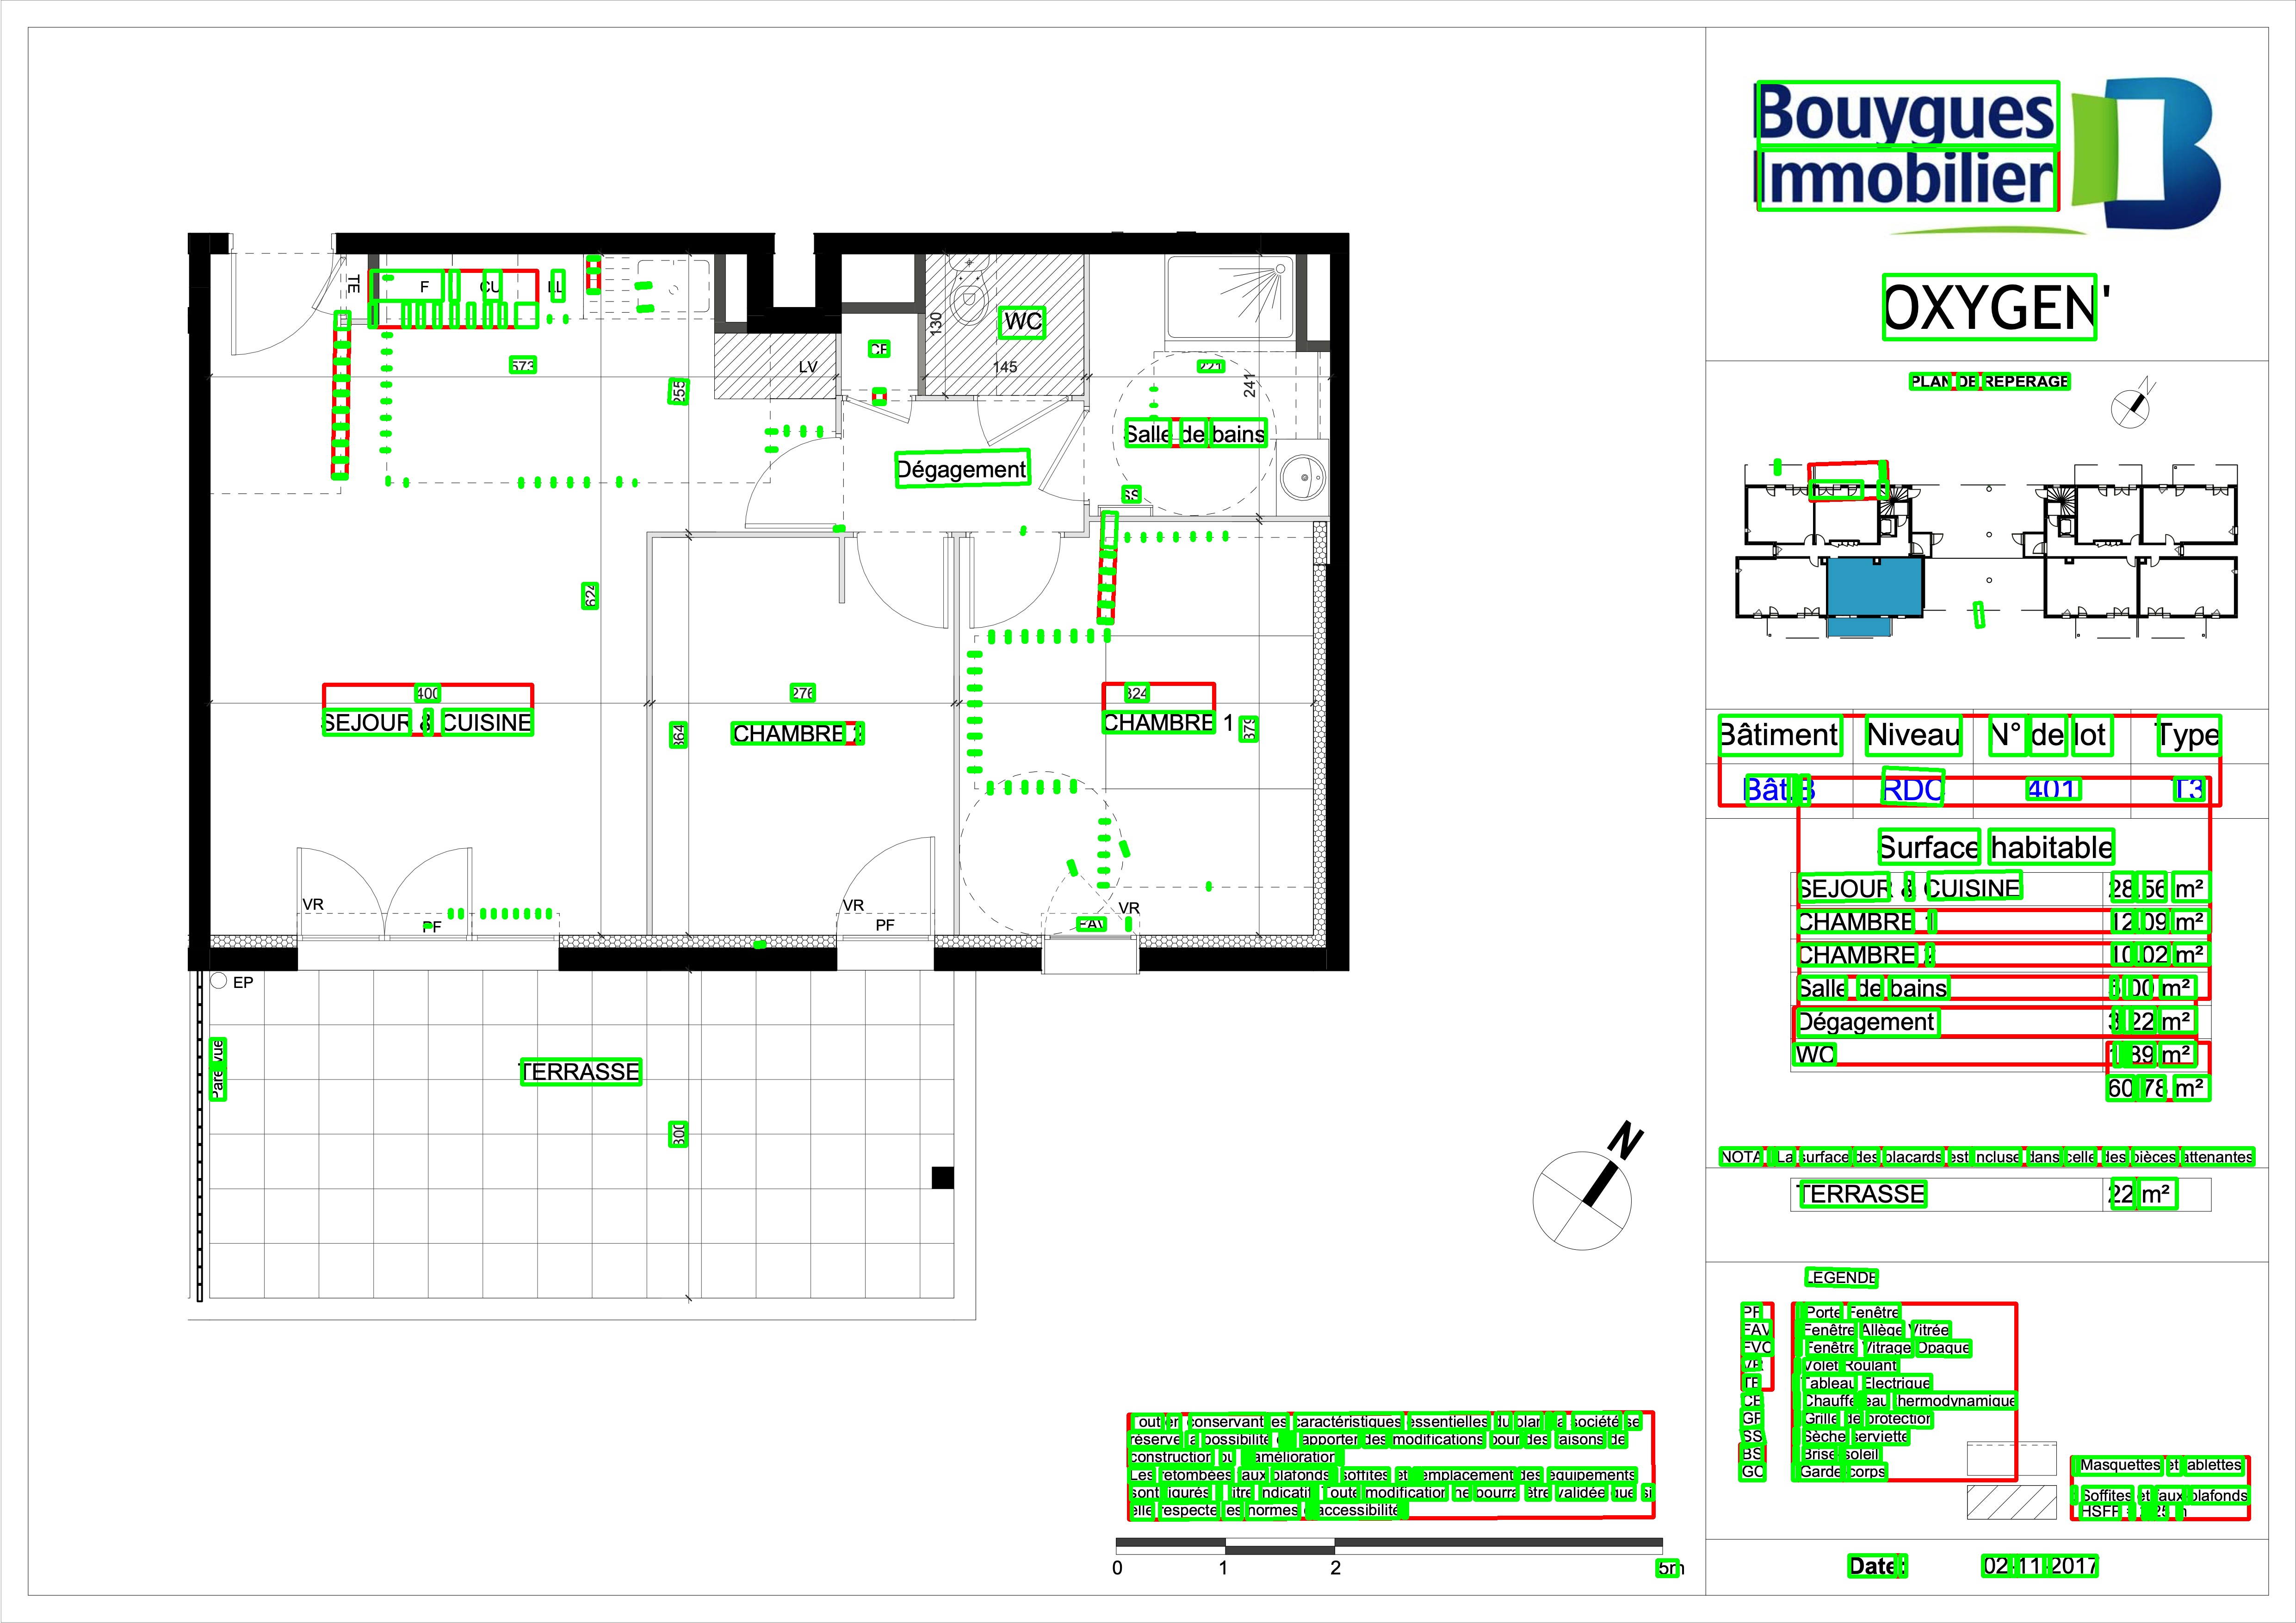 Bouygues
Immobilier
OXYGEN'
PLAN DE REPERAGE
N
Bâtiment Niveau N° de lot Type
Bât B RDC 401 T3
Surface habitable
SEJOUR & CUISINE 28.56 m²
CHAMBRE 1 12.09 m²
CHAMBRE 2 10.02 m²
Salle de bains 5.00 m²
Dégagement 3.22 m²
WC 1.89 m²
60.78 m²
NOTA : La surface des placards est incluse dans celle des pièces attenantes
TERRASSE 22 m²
LEGENDE
PF : Porte Fenêtre
FAV : Fenêtre Allège Vitrée
FVO : Fenêtre Vitrage Opaque
VR : Volet Roulant
TE : Tableau Electrique
CE : Chauffe eau thermodynamique
GP : Grille de protection
SS : Sèche serviette
BS : Brise soleil
GC : Garde corps
Masquettes et tablettes
Soffites et faux-plafonds
Date: 02-11-2017
TE F CU LL
573
255
LV
CE
130
WC
145
221
241
Salle de bains
Dégagement
SS
624
400
SEJOUR & CUISINE
276
CHAMBRE 2
364
324
CHAMBRE 1
379
VR
PF
VR
PF
VR
FAV
EP
Pare vue
TERRASSE
300
N
Tout en conservant les caractéristiques essentielles du plan, la société se
réserve la possibilité d'apporter des modifications pour des raisons de
construction ou d'amélioration.
Les retombées, faux plafonds, soffites et l'emplacement des équipements
sont figurés à titre indicatif. Toute modification ne pourra être validée que si
elle respecte les normes d'accessibilité.
0 1 2 5m